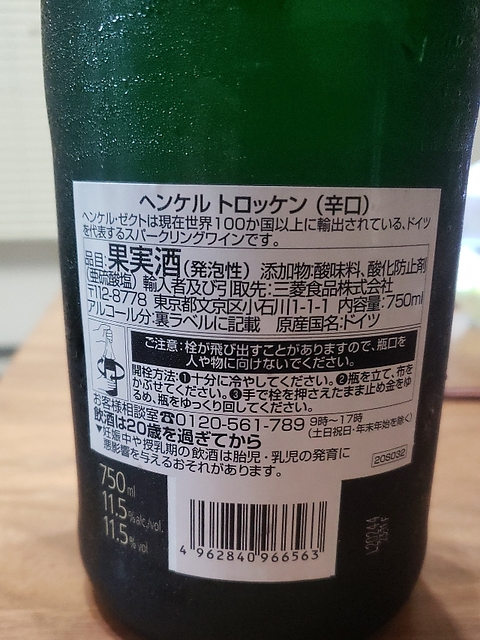 ヘンケル トロッケン (辛口)
ヘンケル・ゼクトは現在世界100か国以上に輸出されている、ドイツ
を代表するスパークリングワインです。
品目:果実酒(発泡性) 添加物:酸味料、酸化防止剤
(亜硫酸塩) 輸入者及び引取先:三菱食品株式会社
〒112-8778 東京都文京区小石川1-1-1 内容量:750ml
アルコール分:裏ラベルに記載 原産国名:ドイツ
ご注意:栓が飛び出すことがありますので、瓶口を
人や物に向けないでください。
開栓方法:❶十分に冷やしてください。❷瓶を立て、布を
かぶせてください。❸手で栓を押さえたまま止め金をゆ
るめ、瓶をゆっくり回してください。
お客様相談室☎0120-561-789 9時〜17時
(土日祝日・年末年始を除く)
飲酒は20歳を過ぎてから
▼妊娠中や授乳期の飲酒は胎児・乳児の発育に
悪影響を与えるおそれがあります。
20S032
750 ml
11.5 %alc./vol.
11.5 % vol
4 962840 966563